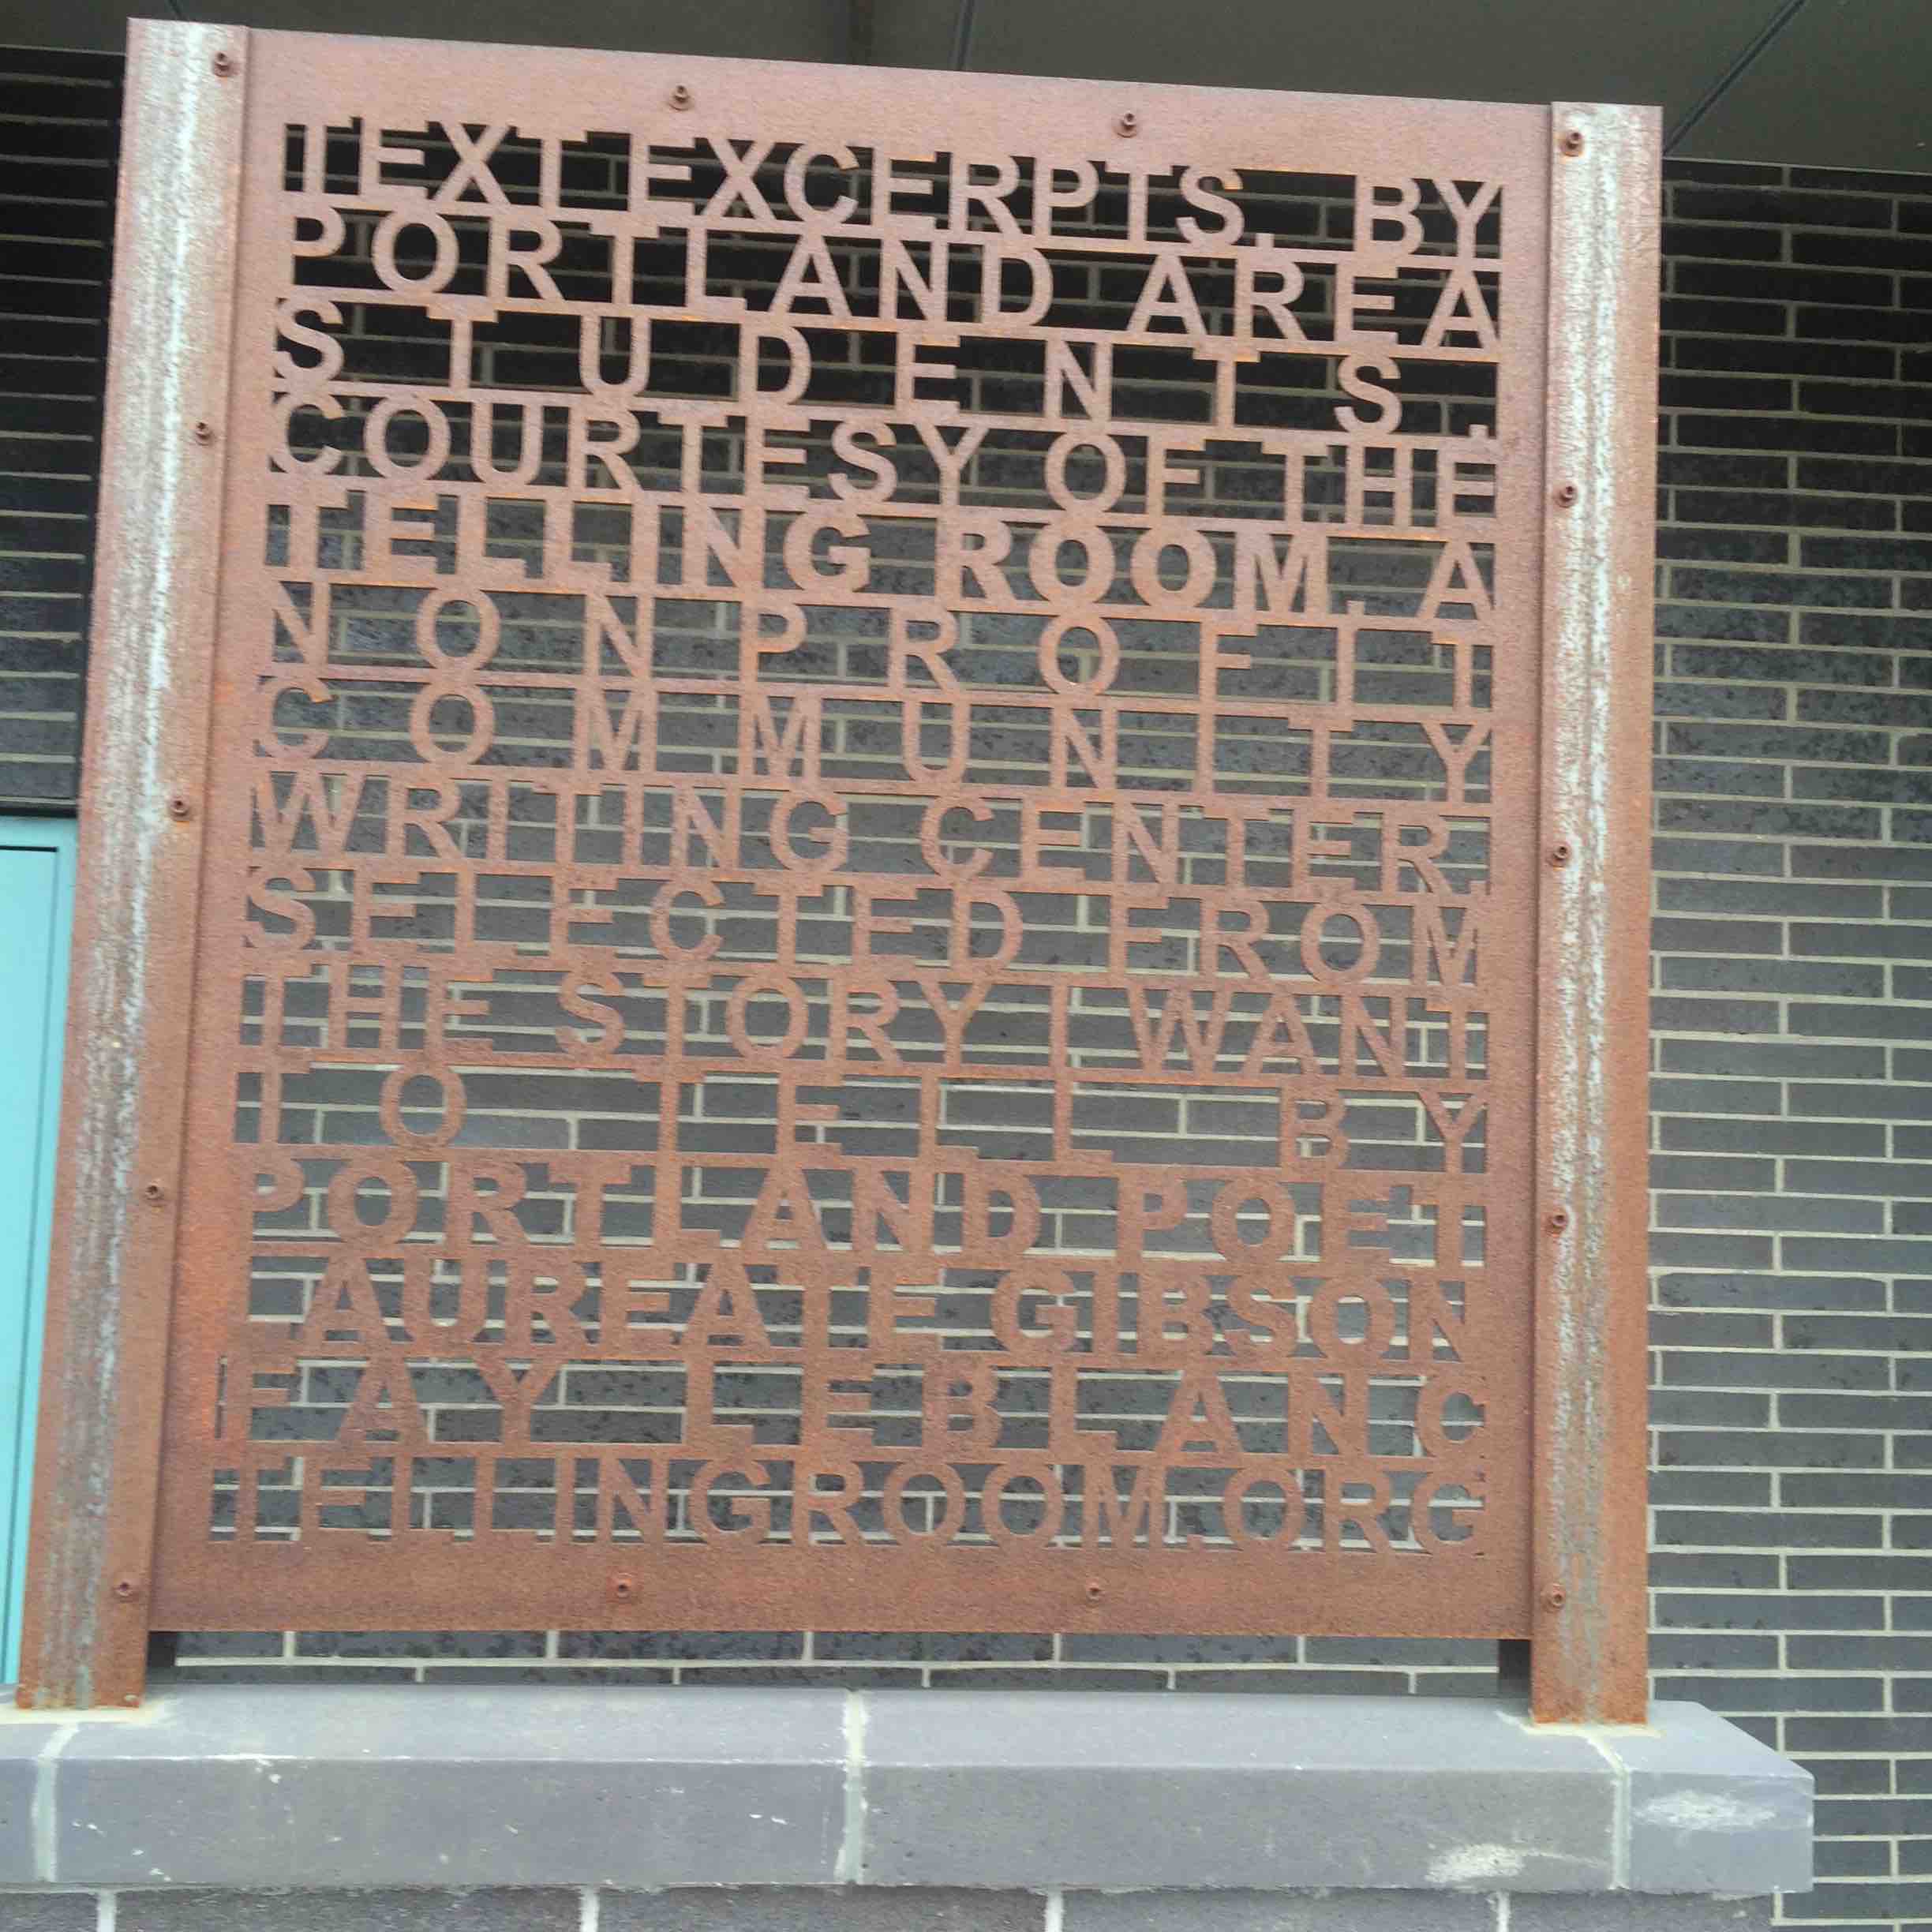 TEXT EXCERPTS, BY
PORTLAND AREA
STUDENTS,
COURTESY OF THE
TELLING ROOM, A
NONPROFIT
COMMUNITY
WRITING CENTER.
SELECTED FROM
THE STORY I WANT
TO TELL BY
PORTLAND POET
LAUREATE GIBSON
FAY LEBLANC
TELLINGROOM.ORG